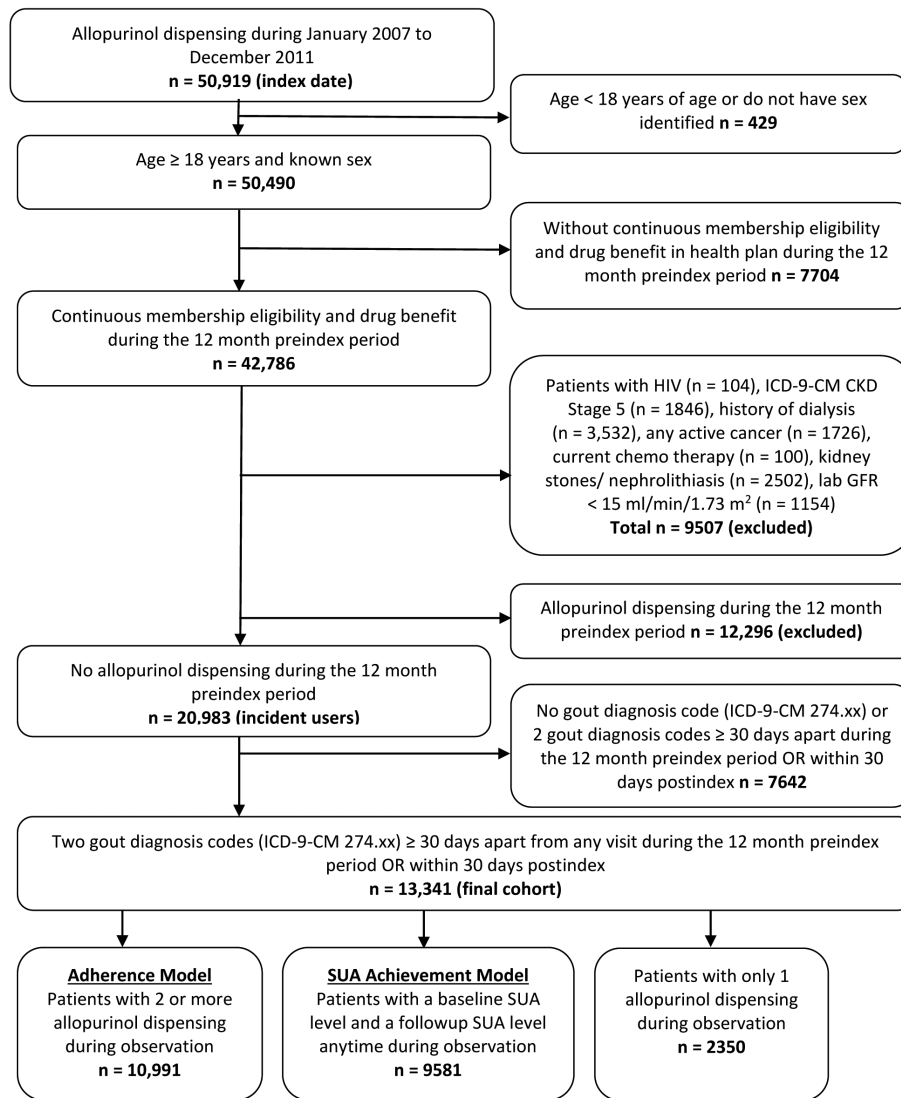 Allopurinol dispensing during January 2007 to
December 2011
n = 50,919 (index date)
Age < 18 years of age or do not have sex
identified n = 429
Age ≥ 18 years and known sex
n = 50,490
Without continuous membership eligibility
and drug benefit in health plan during the 12
month preindex period n = 7704
Continuous membership eligibility and drug benefit
during the 12 month preindex period
n = 42,786
Patients with HIV (n = 104), ICD-9-CM CKD
Stage 5 (n = 1846), history of dialysis
(n = 3,532), any active cancer (n = 1726),
current chemo therapy (n = 100), kidney
stones/ nephrolithiasis (n = 2502), lab GFR
< 15 ml/min/1.73 m² (n = 1154)
Total n = 9507 (excluded)
Allopurinol dispensing during the 12 month
preindex period n = 12,296 (excluded)
No allopurinol dispensing during the 12 month
preindex period
n = 20,983 (incident users)
No gout diagnosis code (ICD-9-CM 274.xx) or
2 gout diagnosis codes ≥ 30 days apart during
the 12 month preindex period OR within 30
days postindex n = 7642
Two gout diagnosis codes (ICD-9-CM 274.xx) ≥ 30 days apart from any visit during the 12 month preindex
period OR within 30 days postindex
n = 13,341 (final cohort)
Adherence Model
Patients with 2 or more
allopurinol dispensing
during observation
n = 10,991
SUA Achievement Model
Patients with a baseline SUA
level and a followup SUA level
anytime during observation
n = 9581
Patients with only 1
allopurinol dispensing
during observation
n = 2350